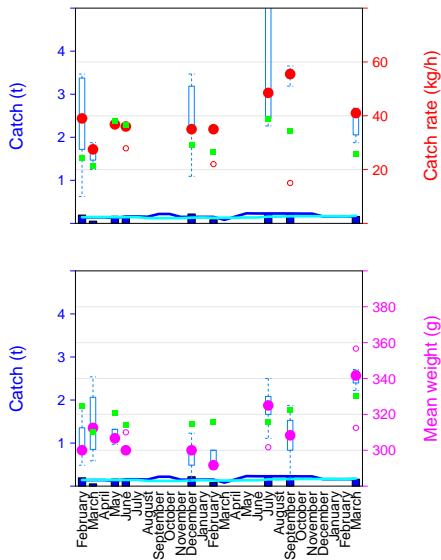 Catch (t)
5
4
3
2
1
80
60
40
20
Catch rate (kg/h)
Catch (t)
4
3
2
1
380
360
340
320
300
Mean weight (g)
February
March
April
May
June
July
August
September
October
November
December
January
February
March
April
May
June
July
August
September
October
November
December
January
February
March